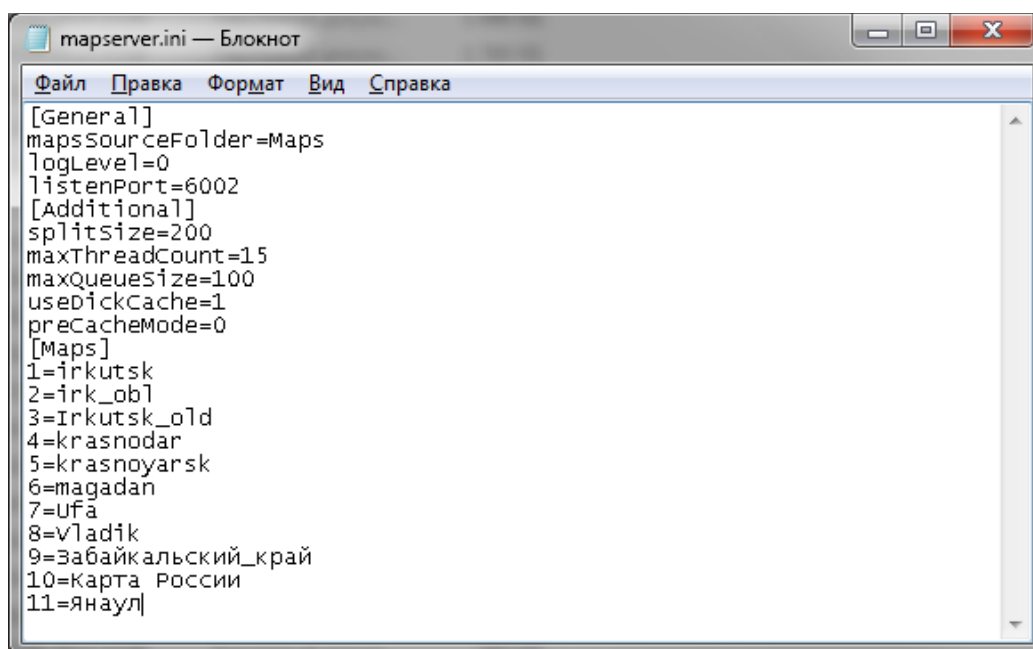 mapserver.ini — Блокнот
Файл Правка Формат Вид Справка
[General]
mapsSourceFolder=Maps
logLevel=0
listenPort=6002
[Additional]
splitSize=200
maxThreadCount=15
maxQueueSize=100
useDickCache=1
preCacheMode=0
[Maps]
1=irkutsk
2=irk_obl
3=Irkutsk_old
4=krasnodar
5=krasnoyarsk
6=magadan
7=Ufa
8=Vladik
9=Забайкальский_край
10=Карта России
11=Янаул